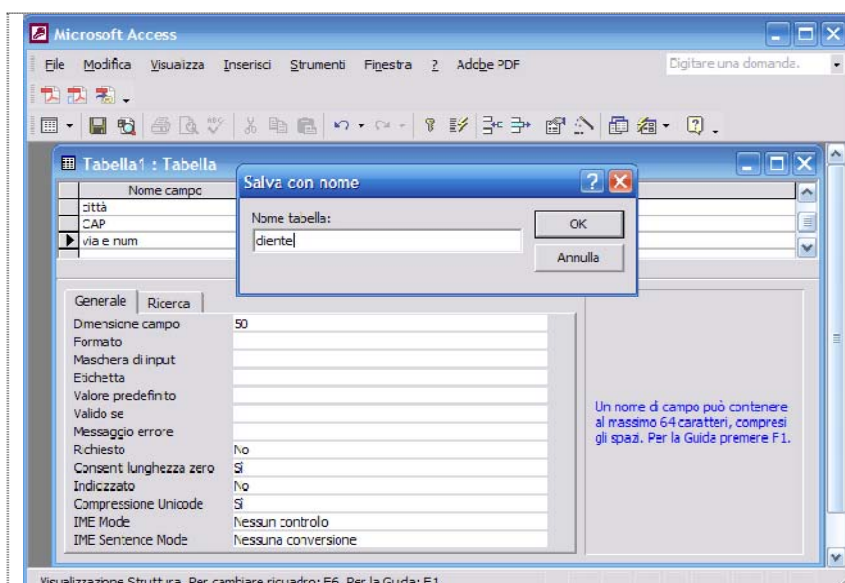 Microsoft Access
File Modifica Visualizza Inserisci Strumenti Finestra ? Adobe PDF Digitare una domanda.
Tabella1 : Tabella
Nome campo
città
CAP
via e num
Salva con nome
Nome tabella:
cliente
OK
Annulla
Generale Ricerca
Dimensione campo 50
Formato
Maschera di input
Etichetta
Valore predefinito
Valido se
Messaggio errore
Richiesto No
Consenti lunghezza zero Sì
Indicizzato No
Compressione Unicode Sì
IME Mode Nessun controllo
IME Sentence Mode Nessuna conversione
Un nome di campo può contenere
al massimo 64 caratteri, compresi
gli spazi. Per la Guida premere F1.
Visualizzazione Struttura. Per cambiare riquadro: F6. Per la Guida: F1.